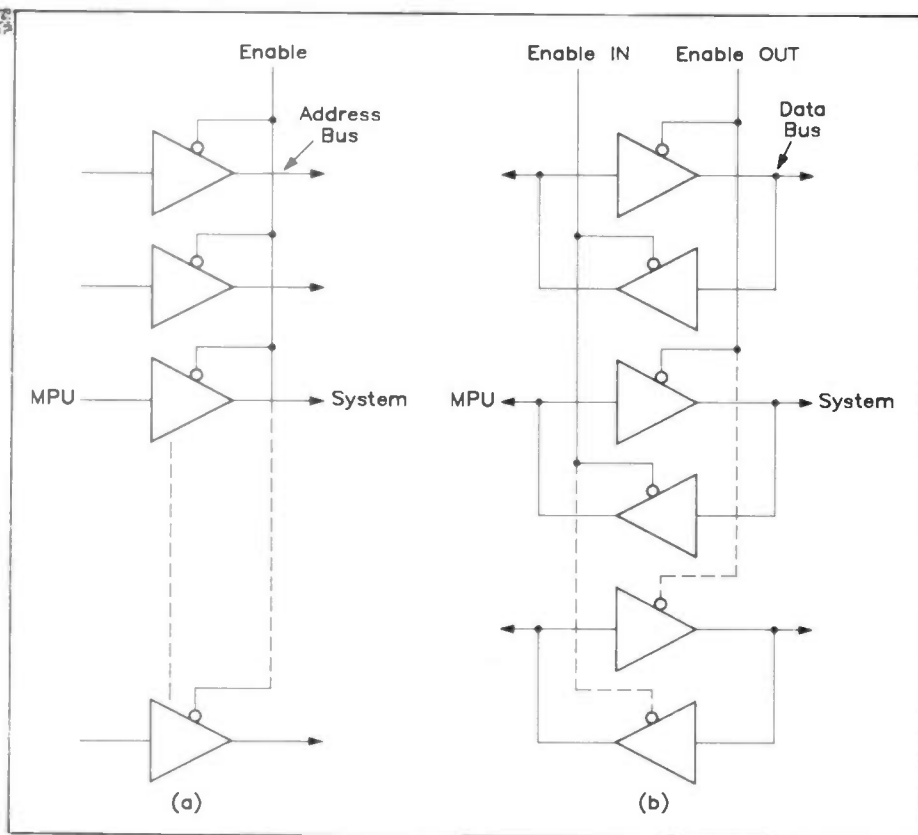 Enable
Address
Bus
MPU
System
(a)
Enable IN
Enable OUT
Data
Bus
MPU
System
(b)